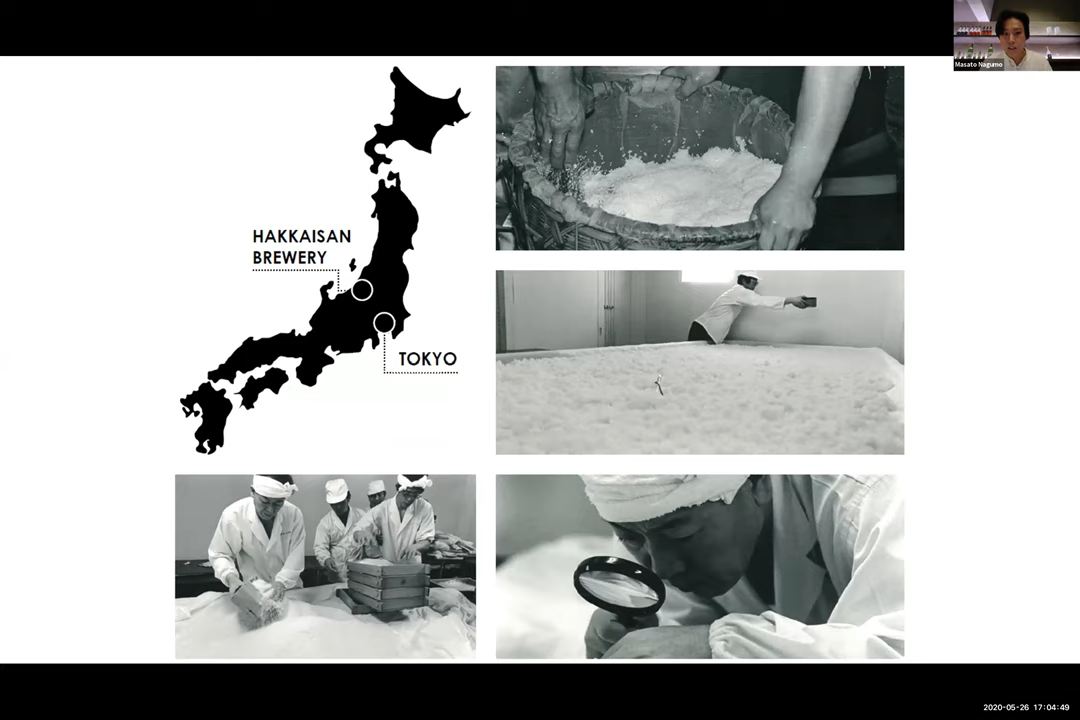 Masato Nagumo
HAKKAISAN
BREWERY
TOKYO
2020-05-26 17:04:49